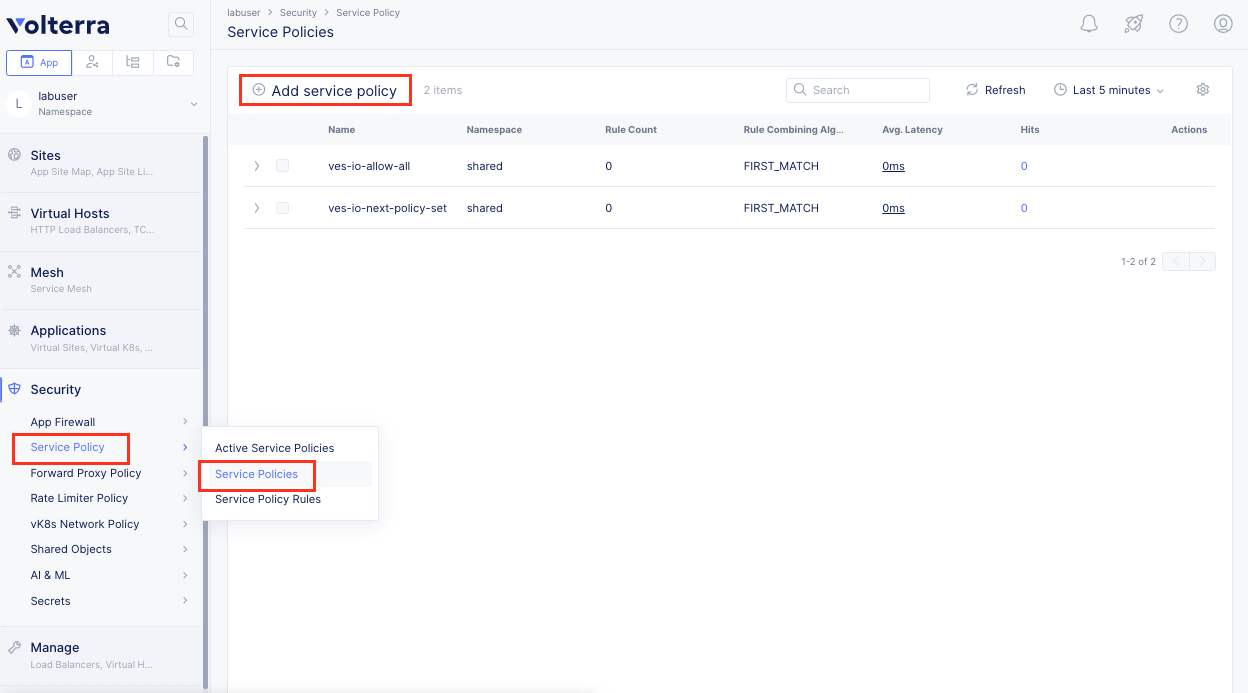 Volterra
App
L
labuser
Namespace
Sites
App Site Map, App Site Li...
Virtual Hosts
HTTP Load Balancers, TC...
Mesh
Service Mesh
Applications
Virtual Sites, Virtual K8s, ...
Security
App Firewall
Service Policy
Forward Proxy Policy
Rate Limiter Policy
vK8s Network Policy
Shared Objects
AI & ML
Secrets
Manage
Load Balancers, Virtual H...
Active Service Policies
Service Policies
Service Policy Rules
labuser > Security > Service Policy
Service Policies
Add service policy 2 items Search Refresh Last 5 minutes
Name Namespace Rule Count Rule Combining Alg... Avg. Latency Hits Actions
ves-io-allow-all shared 0 FIRST_MATCH 0ms 0
ves-io-next-policy-set shared 0 FIRST_MATCH 0ms 0
1-2 of 2